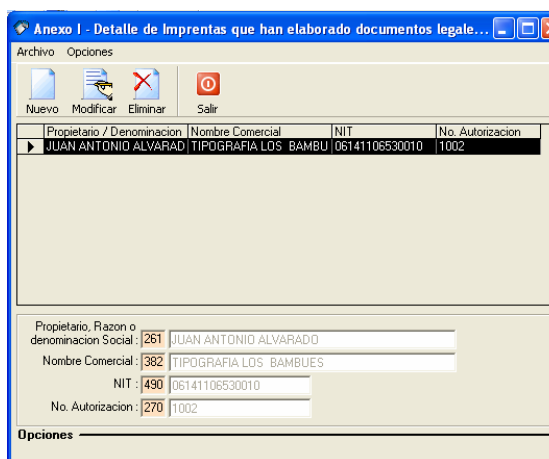 Anexo I - Detalle de Imprentas que han elaborado documentos legale...
Archivo Opciones
Nuevo Modificar Eliminar Salir
Propietario / Denominacion Nombre Comercial NIT No. Autorizacion
JUAN ANTONIO ALVARAD TIPOGRAFIA LOS BAMBU 06141106530010 1002
Propietario, Razon o
denominacion Social : 261 JUAN ANTONIO ALVARADO
Nombre Comercial : 382 TIPOGRAFIA LOS BAMBUES
NIT : 490 06141106530010
No. Autorizacion : 270 1002
Opciones